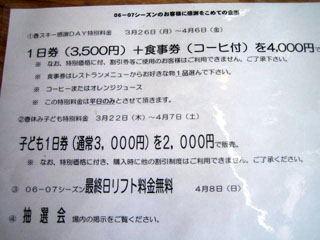 06-07シーズンのお客様に感謝をこめての企画
①春スキー感謝DAY特別料金　3月26日（月）～4月6日（金）
1日券（3,500円）＋食事券（コーヒ付）を4,000円で
※　なお、特別価格に付、割引券等ご使用のお客様はご利用できません。ご了承下さい。
※　食事券はレストランメニューからお好きな物1品選んで下さい。
※　コーヒーまたはオレンジジュース
※　この特別料金は平日のみとさせて頂きます。
②春休み子ども特別料金　3月22日（木）～4月7日（土）
子ども1日券（通常3,000円）を2,000円で販売。
※　なお、特別価格に付き、購入時に他の割引制度はご利用できません。ご了承ください。
③　06-07シーズン最終日リフト料金無料　4月8日（日）
④　抽選会　場内の掲示をご覧ください。